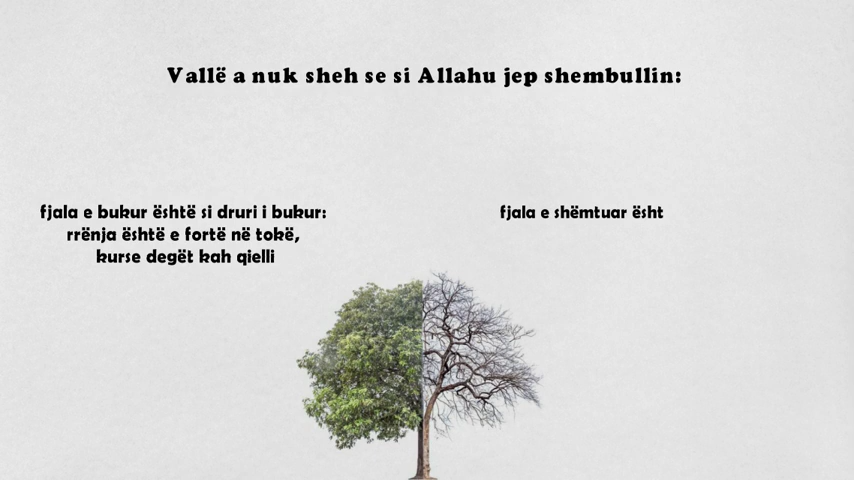 Vallë a nuk sheh se si Allahu jep shembullin:
fjala e bukur është si druri i bukur:
rrënja është e fortë në tokë,
kurse degët kah qielli
fjala e shëmtuar ësht